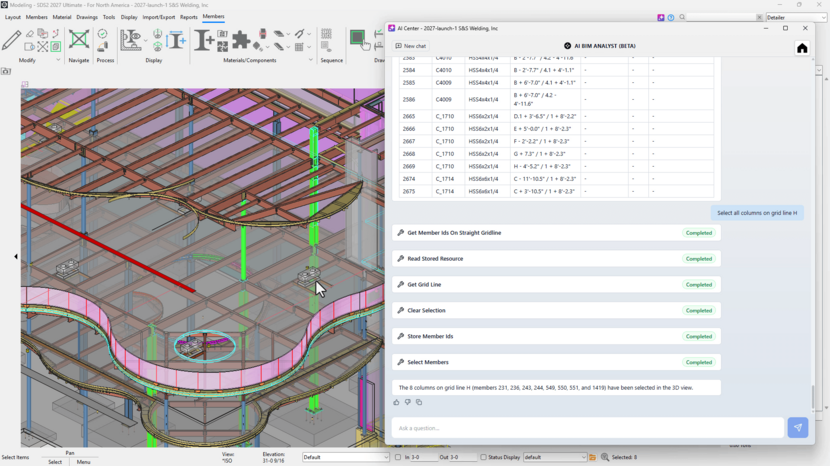 Modeling - SDS2 2027 Ultimate - For North America - 2027-launch-1 S&S Welding, Inc
Layout Members Material Drawings Tools Display Import/Export Reports Members
Detailer
Modify Navigate Process Display Materials/Components Sequence
AI Center - 2027-launch-1 S&S Welding, Inc
New chat
AI BIM ANALYST (BETA)
2584 C4010 HSS4x4x1/4 B - 2'-7.7" / 4.1 + 4'-1.1" - - -
2585 C4009 HSS4x4x1/4 B + 6'-7.0" / 4.1 + 4'-1.1" - - -
2586 C4009 HSS4x4x1/4 B + 6'-7.0" / 4.2 - - - -
4'-11.6"
2665 C_1710 HSS6x2x1/4 D.1 + 3'-6.5" / 1 + 8'-2.2" - - -
2666 C_1710 HSS6x2x1/4 E + 5'-0.0" / 1 + 8'-2.3" - - -
2667 C_1710 HSS6x2x1/4 F - 2'-2.2" / 1 + 8'-2.3" - - -
2668 C_1710 HSS6x2x1/4 G + 7.3" / 1 + 8'-2.3" - - -
2669 C_1710 HSS6x2x1/4 H - 4'-5.2" / 1 + 8'-2.3" - - -
2674 C_1714 HSS6x6x1/4 C - 11'-10.5" / 1 + 8'-2.3" - - -
2675 C_1714 HSS6x6x1/4 C + 3'-10.5" / 1 + 8'-2.3" - - -
Select all columns on grid line H
Get Member Ids On Straight Gridline Completed
Read Stored Resource Completed
Get Grid Line Completed
Clear Selection Completed
Store Member Ids Completed
Select Members Completed
The 6 columns on grid line H (members 231, 236, 243, 244, 549, 550, 551, and 1419) have been selected in the 3D view.
Ask a question...
Select Items
Pan
Select Menu
View:
*ISO
Elevation:
31-0 9/16
Default
In 3-0
Out 3-0
Status Display
default
Selected: 8